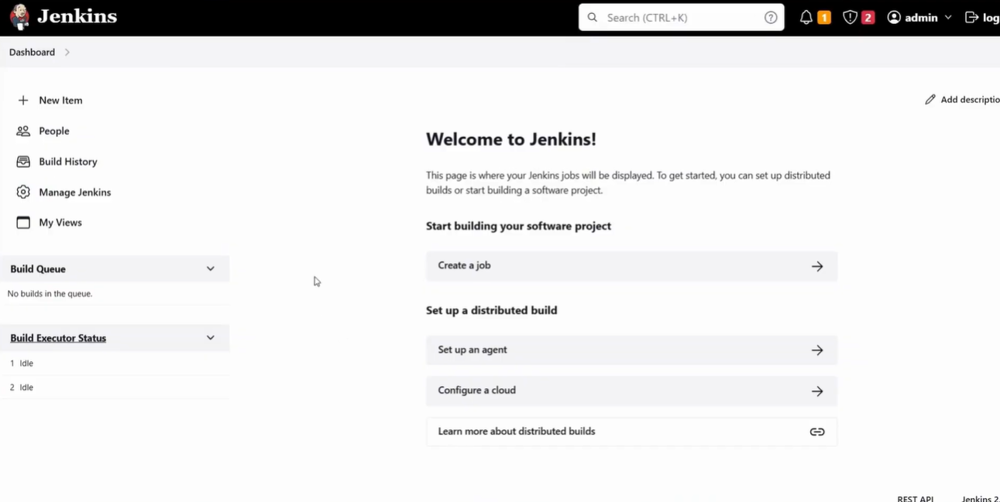 Jenkins
Search (CTRL+K)
1
2
admin
log
Dashboard
New Item
Add descriptio
People
Build History
Manage Jenkins
My Views
Build Queue
No builds in the queue.
Build Executor Status
1 Idle
2 Idle
Welcome to Jenkins!
This page is where your Jenkins jobs will be displayed. To get started, you can set up distributed
builds or start building a software project.
Start building your software project
Create a job
Set up a distributed build
Set up an agent
Configure a cloud
Learn more about distributed builds
REST API
Jenkins 2.